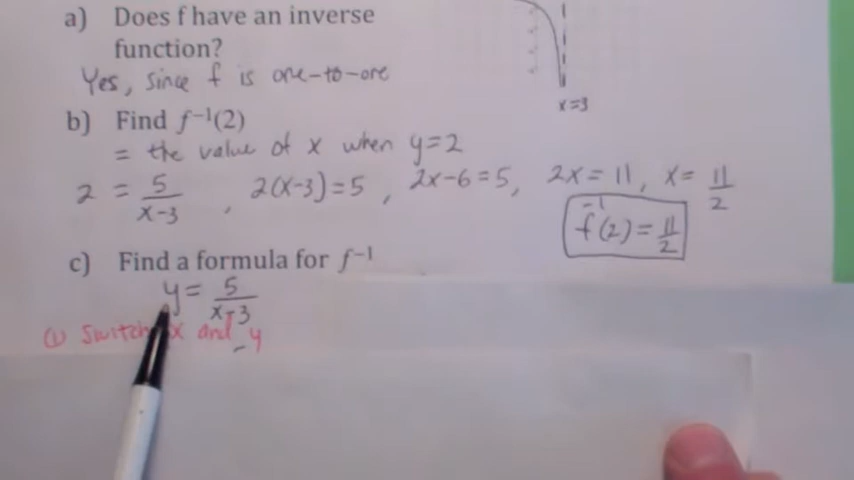 a) Does f have an inverse
function?
Yes, since f is one-to-one
x=3
b) Find f⁻¹(2)
= the value of x when y=2
2 = 5/(x-3), 2(x-3)=5, 2x-6=5, 2x=11, x=11/2
f⁻¹(2)=11/2
c) Find a formula for f⁻¹
y = 5/(x-3)
(1) Switch x and y